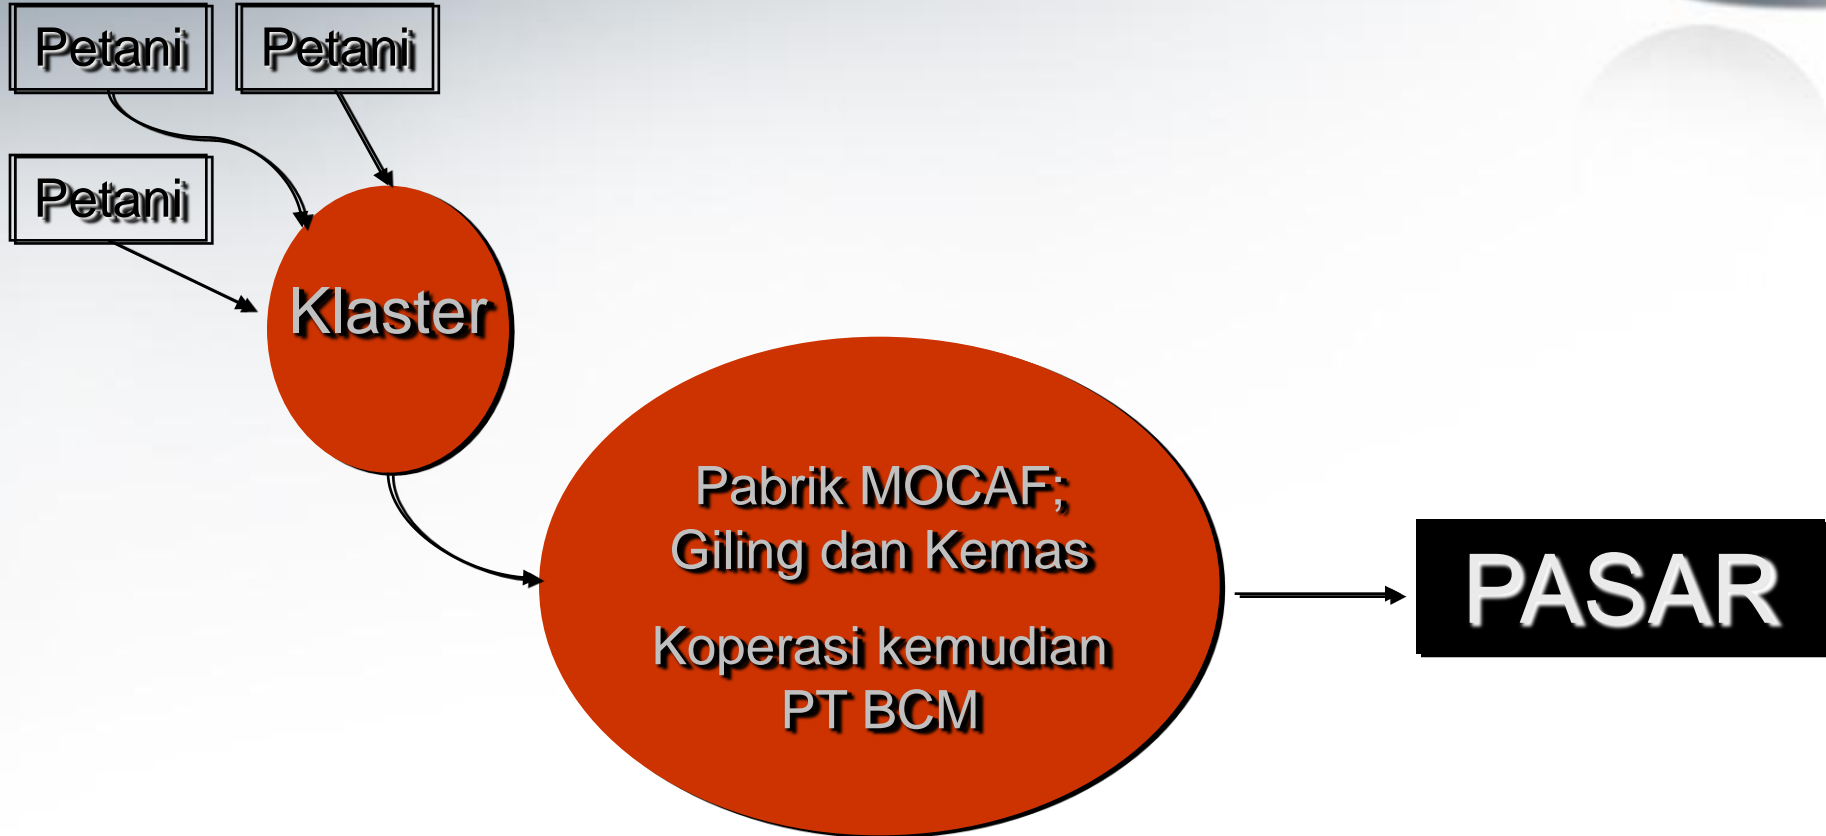 Petani
Petani
Petani
Klaster
Pabrik MOCAF;
Giling dan Kemas
Koperasi kemudian
PT BCM
PASAR